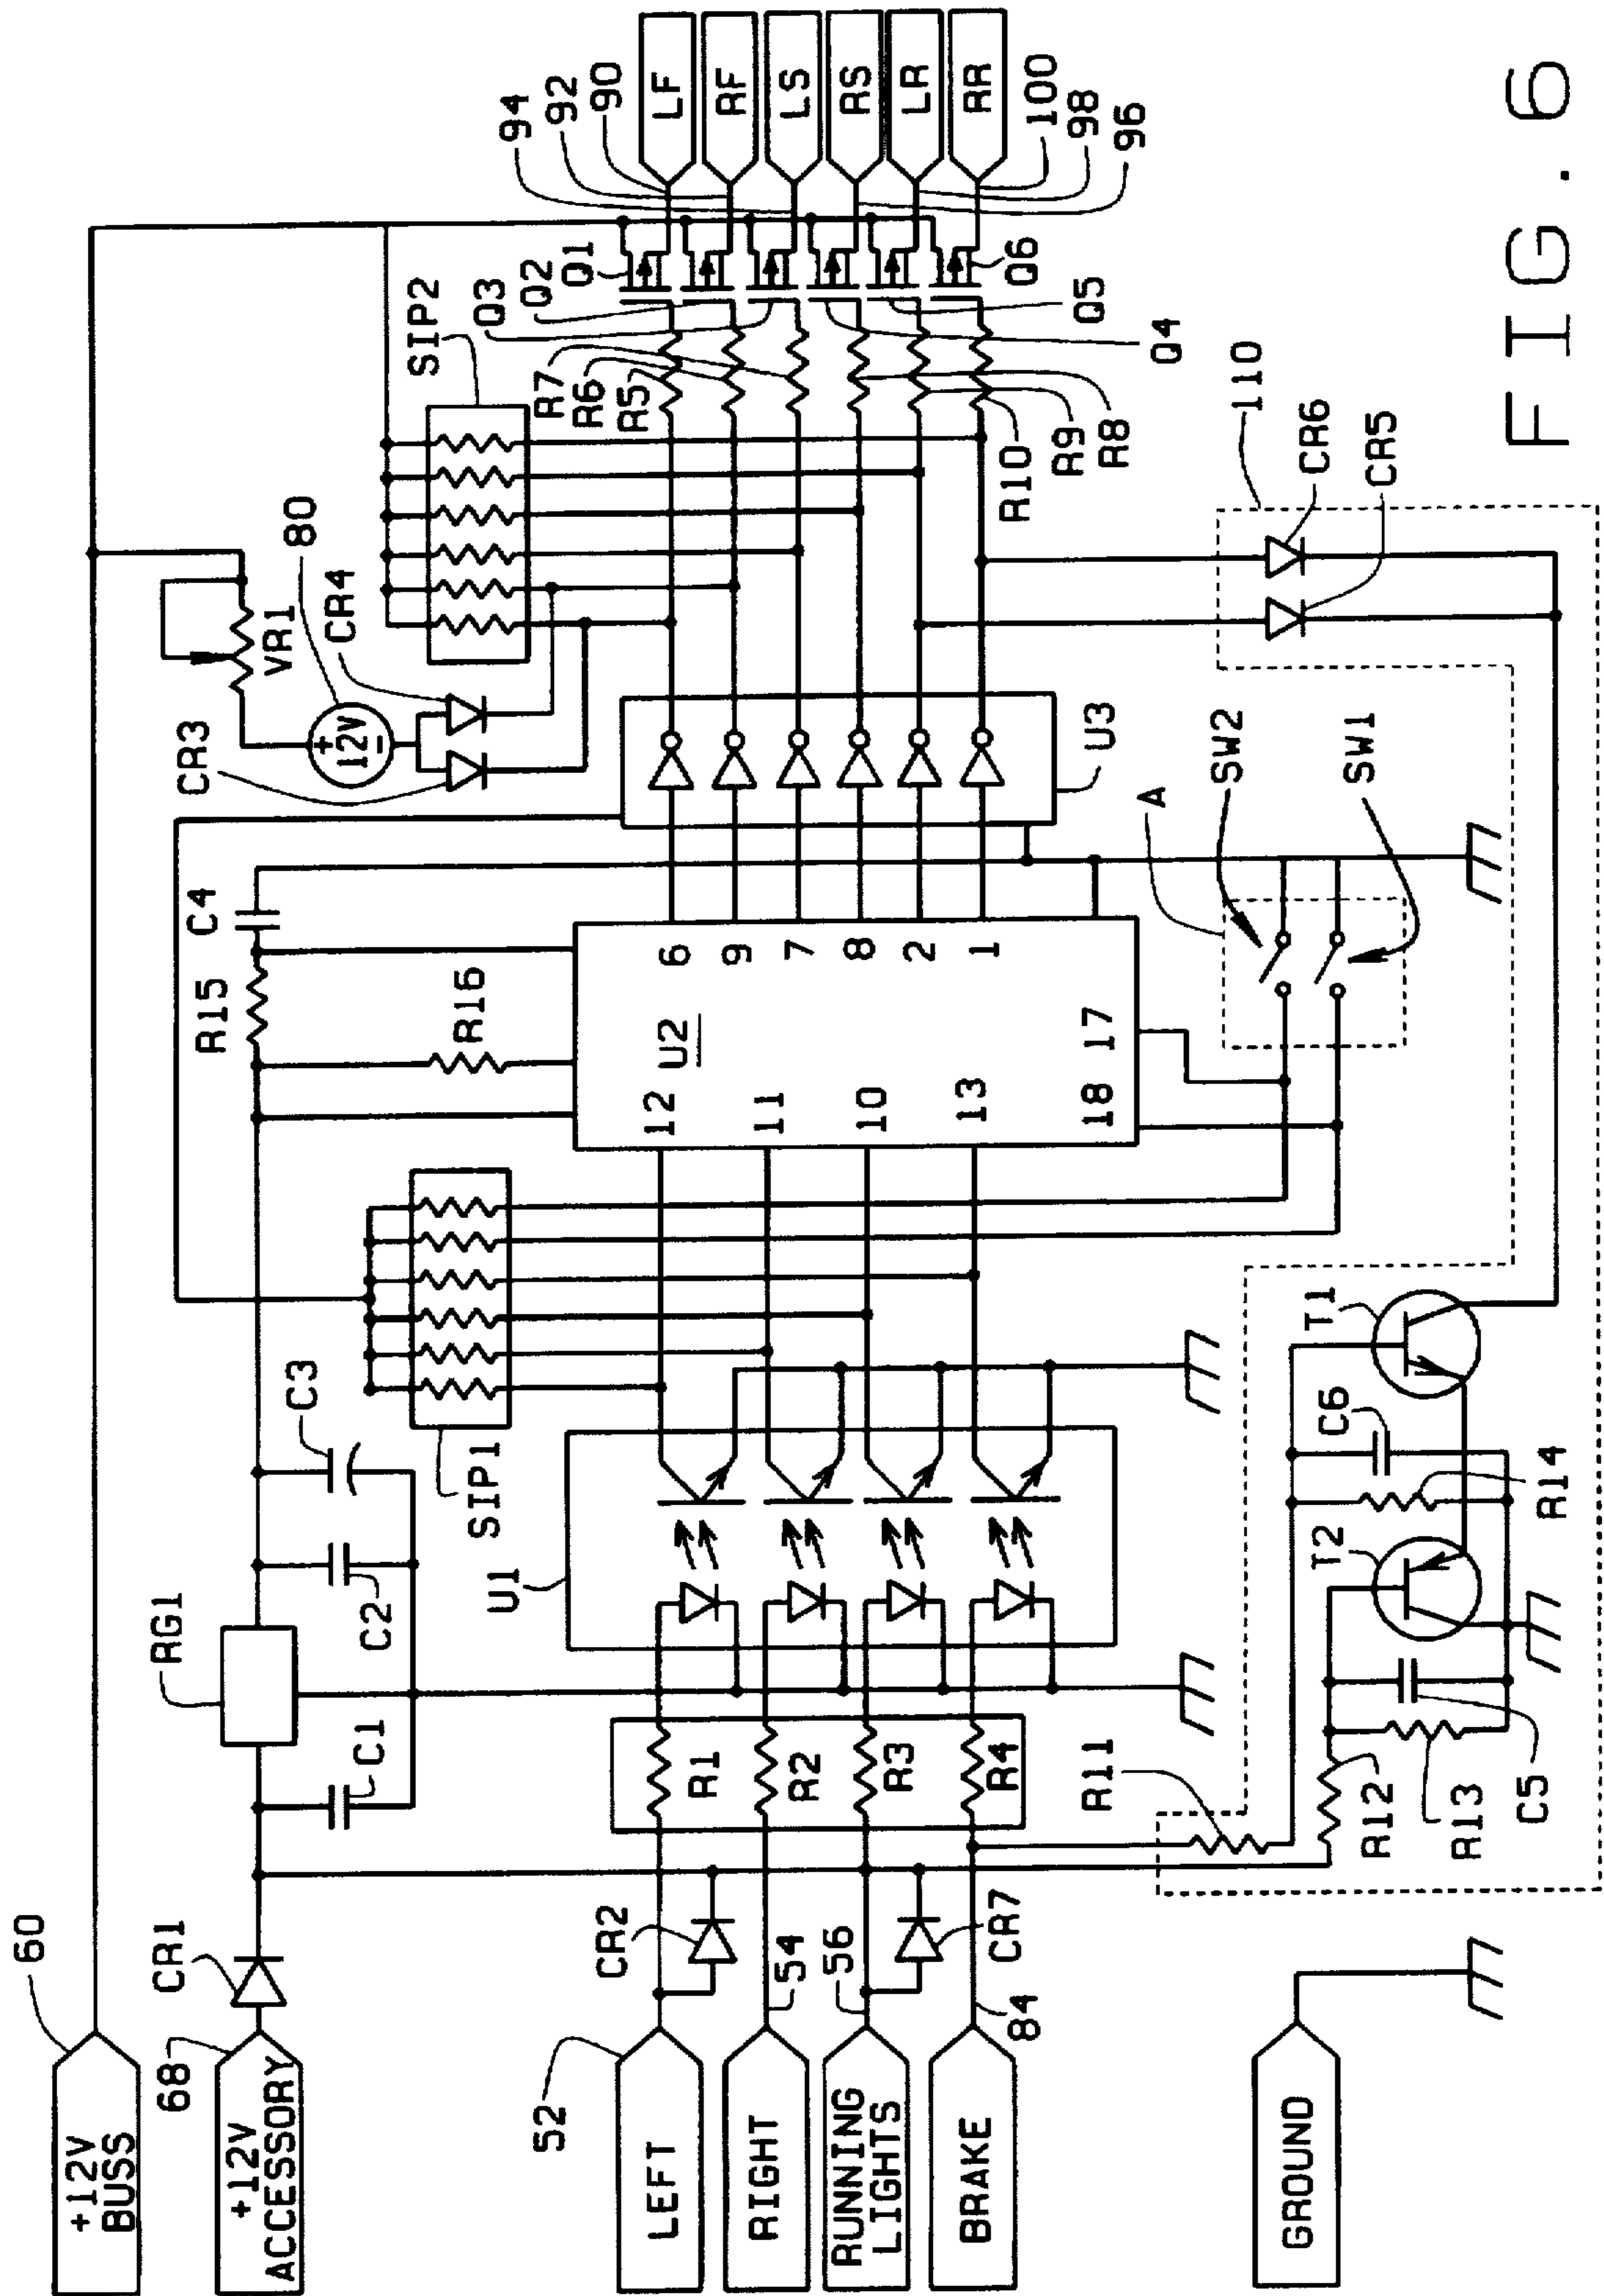 60
+12V
BUSS
68
+12V
ACCESSORY
CR1
RG1
C1
C2
C3
R15
C4
R16
SIP1
VR1
80
12V
+
-
CR3
CR4
SIP2
94
92
90
52
LEFT
RIGHT
54
RUNNING
LIGHTS
56
BRAKE
84
GROUND
CR2
CR7
R1
R2
R3
R4
U1
U2
12
11
10
13
18
17
6
9
7
8
2
1
U3
R7
R6
R5
R10
R9
R8
Q3
Q2
Q1
Q6
Q5
Q4
LF
RF
LS
RS
LR
RR
100
98
96
A
SW2
SW1
110
CR6
CR5
R11
R12
R13
C5
T2
T1
C6
R14
FIG. 6